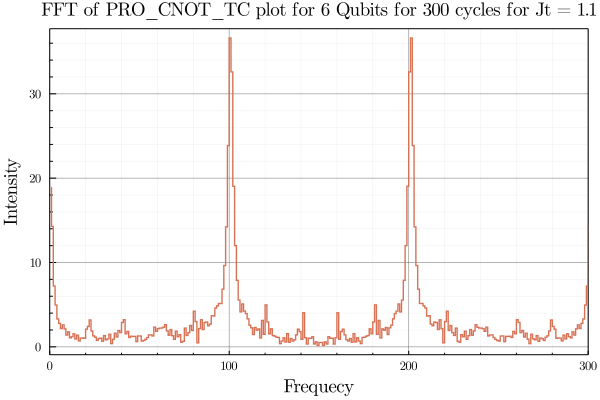 FFT of PRO_CNOT_TC plot for 6 Qubits for 300 cycles for Jt = 1.1
Intensity
30
20
10
0
0
100
200
300
Frequecy